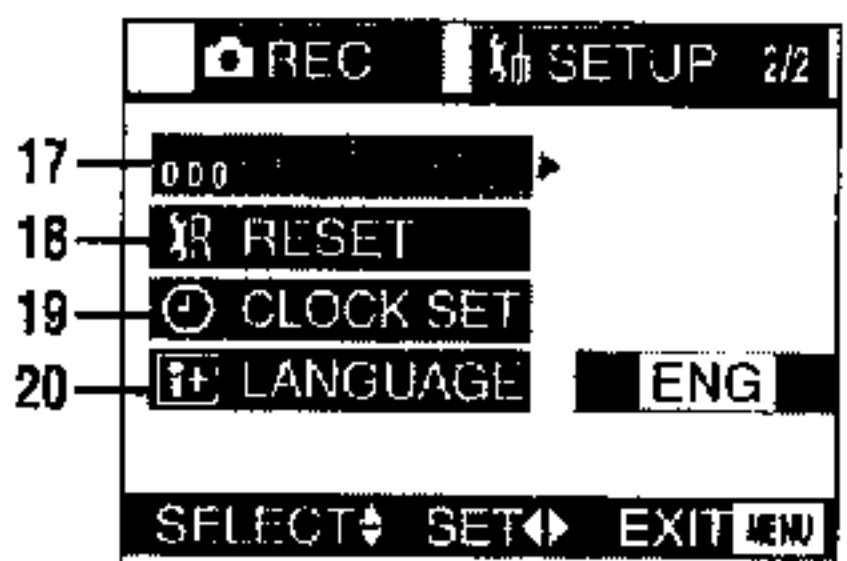 REC SETUP 2/2
17 000
18 RESET
19 CLOCK SET
20 LANGUAGE ENG
SELECT SET EXIT MENU